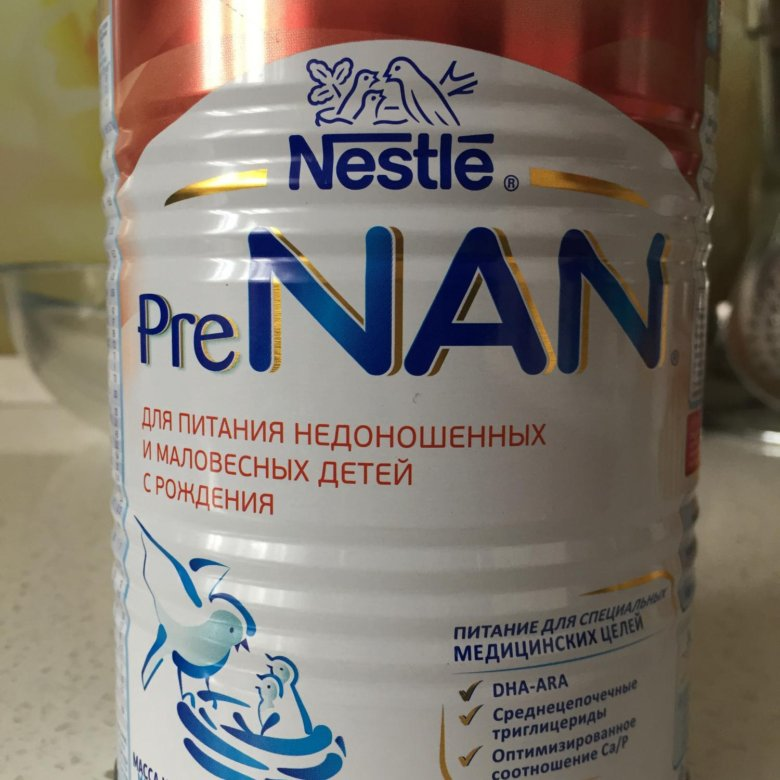 Nestlé®
PreNAN®
ДЛЯ ПИТАНИЯ НЕДОНОШЕННЫХ
И МАЛОВЕСНЫХ ДЕТЕЙ
С РОЖДЕНИЯ
ПИТАНИЕ ДЛЯ СПЕЦИАЛЬНЫХ
МЕДИЦИНСКИХ ЦЕЛЕЙ
DHA-ARA
Среднецепочечные
триглицериды
Оптимизированное
соотношение Ca/P
МАССА